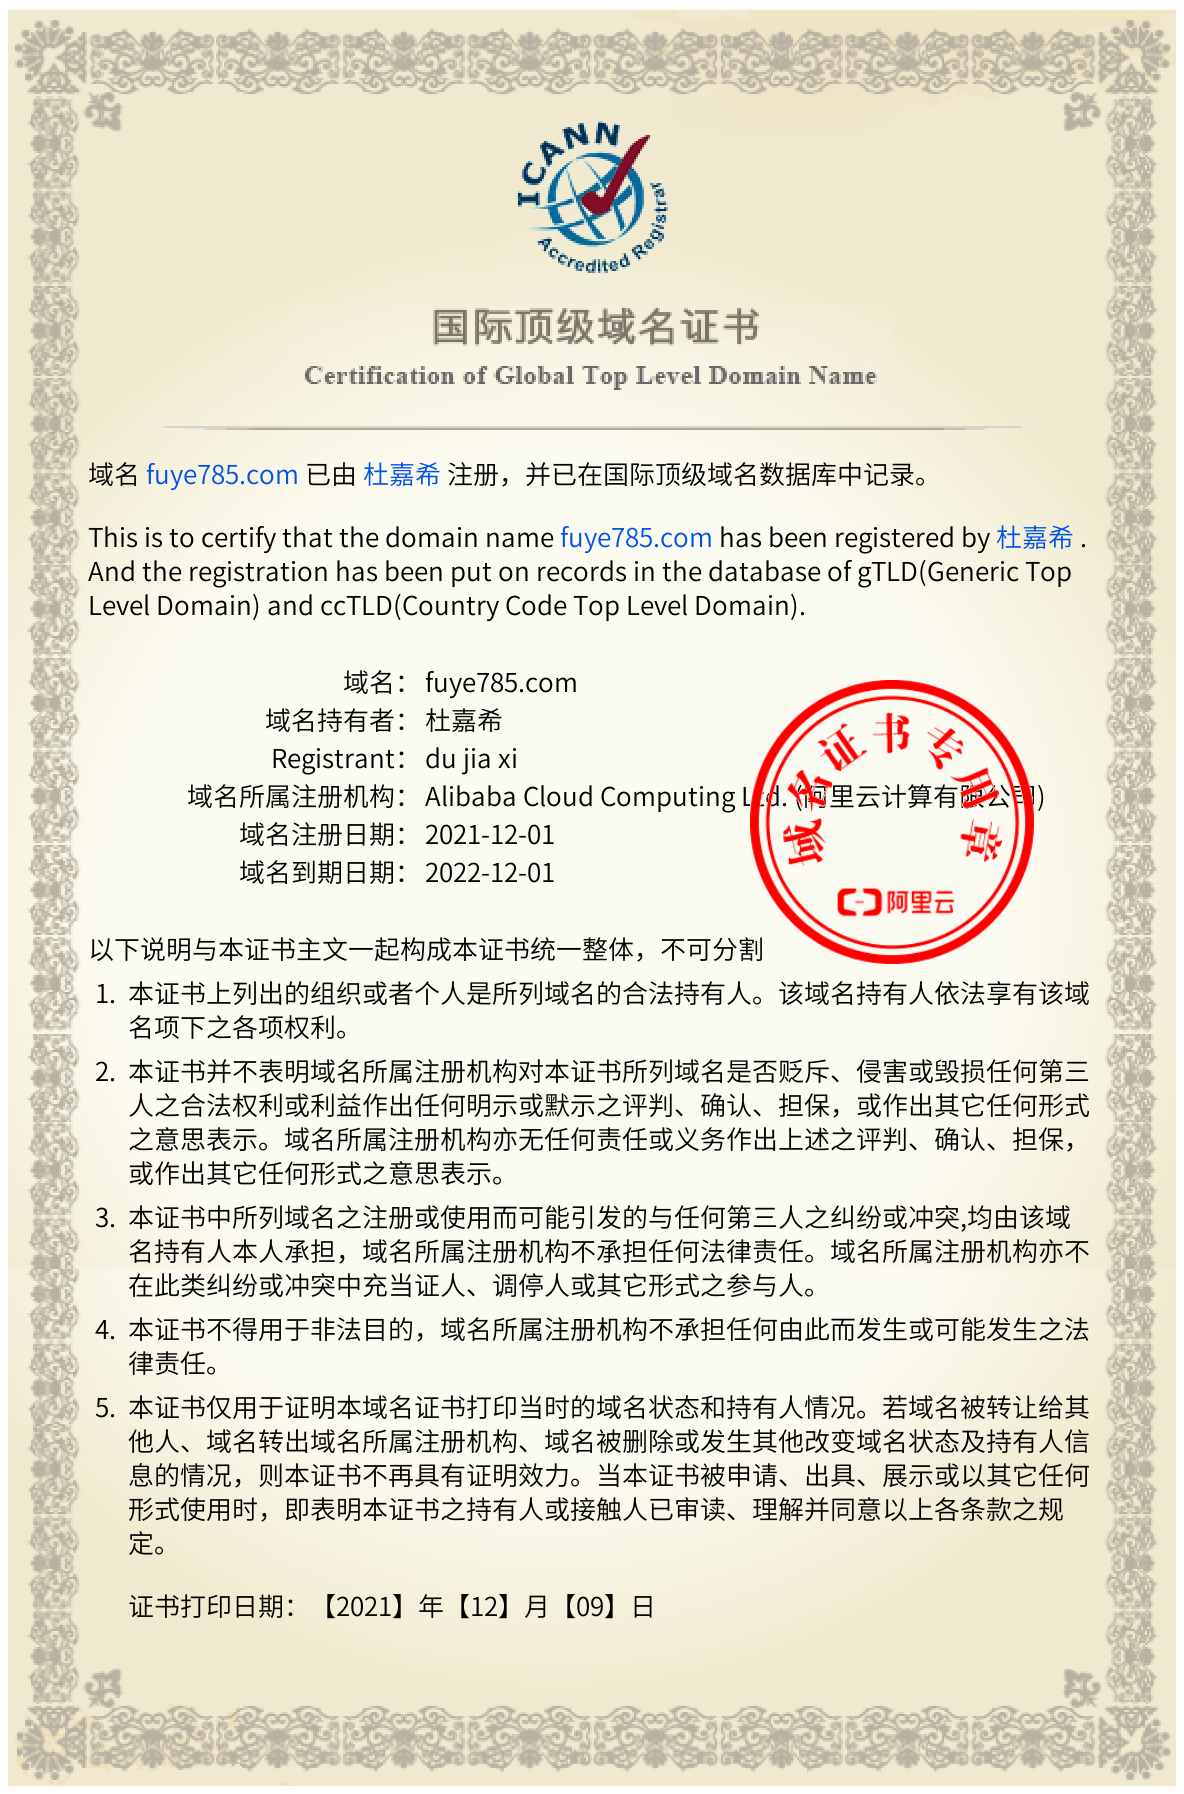 ICANN
Accredited Registrar
国际顶级域名证书
Certification of Global Top Level Domain Name
域名 fuye785.com 已由 杜嘉希 注册，并已在国际顶级域名数据库中记录。
This is to certify that the domain name fuye785.com has been registered by 杜嘉希 .
And the registration has been put on records in the database of gTLD(Generic Top
Level Domain) and ccTLD(Country Code Top Level Domain).
域名： fuye785.com
域名持有者： 杜嘉希
Registrant： du jia xi
域名所属注册机构： Alibaba Cloud Computing Ltd. (阿里云计算有限公司)
域名注册日期： 2021-12-01
域名到期日期： 2022-12-01
域名证书专用章
阿里云
以下说明与本证书主文一起构成本证书统一整体，不可分割
1. 本证书上列出的组织或者个人是所列域名的合法持有人。该域名持有人依法享有该域
名项下之各项权利。
2. 本证书并不表明域名所属注册机构对本证书所列域名是否贬斥、侵害或毁损任何第三
人之合法权利或利益作出任何明示或默示之评判、确认、担保，或作出其它任何形式
之意思表示。域名所属注册机构亦无任何责任或义务作出上述之评判、确认、担保，
或作出其它任何形式之意思表示。
3. 本证书中所列域名之注册或使用而可能引发的与任何第三人之纠纷或冲突,均由该域
名持有人本人承担，域名所属注册机构不承担任何法律责任。域名所属注册机构亦不
在此类纠纷或冲突中充当证人、调停人或其它形式之参与人。
4. 本证书不得用于非法目的，域名所属注册机构不承担任何由此而发生或可能发生之法
律责任。
5. 本证书仅用于证明本域名证书打印当时的域名状态和持有人情况。若域名被转让给其
他人、域名转出域名所属注册机构、域名被删除或发生其他改变域名状态及持有人信
息的情况，则本证书不再具有证明效力。当本证书被申请、出具、展示或以其它任何
形式使用时，即表明本证书之持有人或接触人已审读、理解并同意以上各条款之规
定。
证书打印日期：【2021】年【12】月【09】日